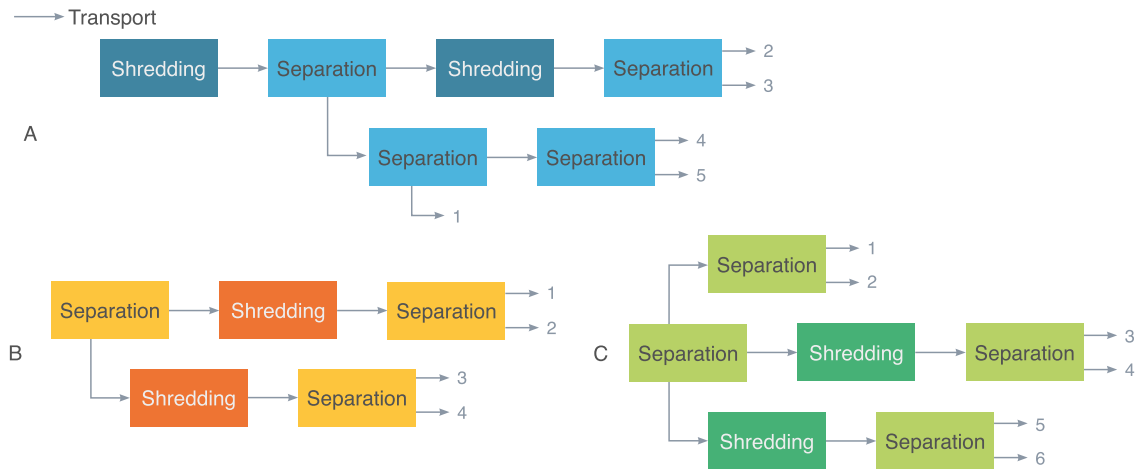 Transport
Shredding Separation Shredding Separation 2
3
A
Separation Separation 4
5
1
B
Separation Shredding Separation 1
2
Shredding Separation 3
4
C
Separation 1
2
Separation Shredding Separation 3
4
Shredding Separation 5
6